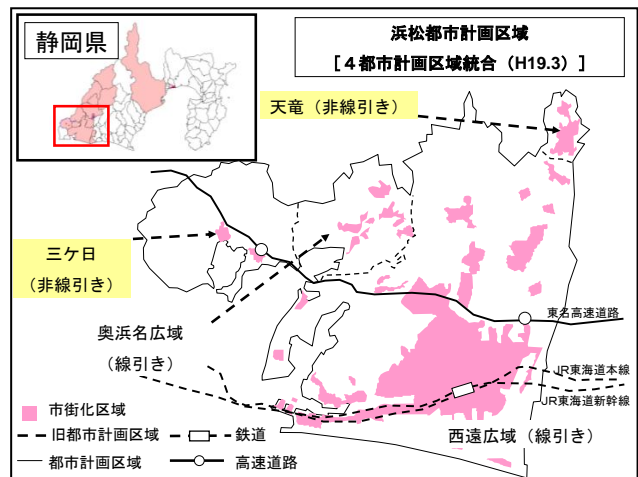 静岡県
浜松都市計画区域
[４都市計画区域統合（H19.3）]
天竜（非線引き）
三ケ日
（非線引き）
奥浜名広域
（線引き）
東名高速道路
JR東海道本線
JR東海道新幹線
西遠広域（線引き）
市街化区域
旧都市計画区域
鉄道
都市計画区域
高速道路